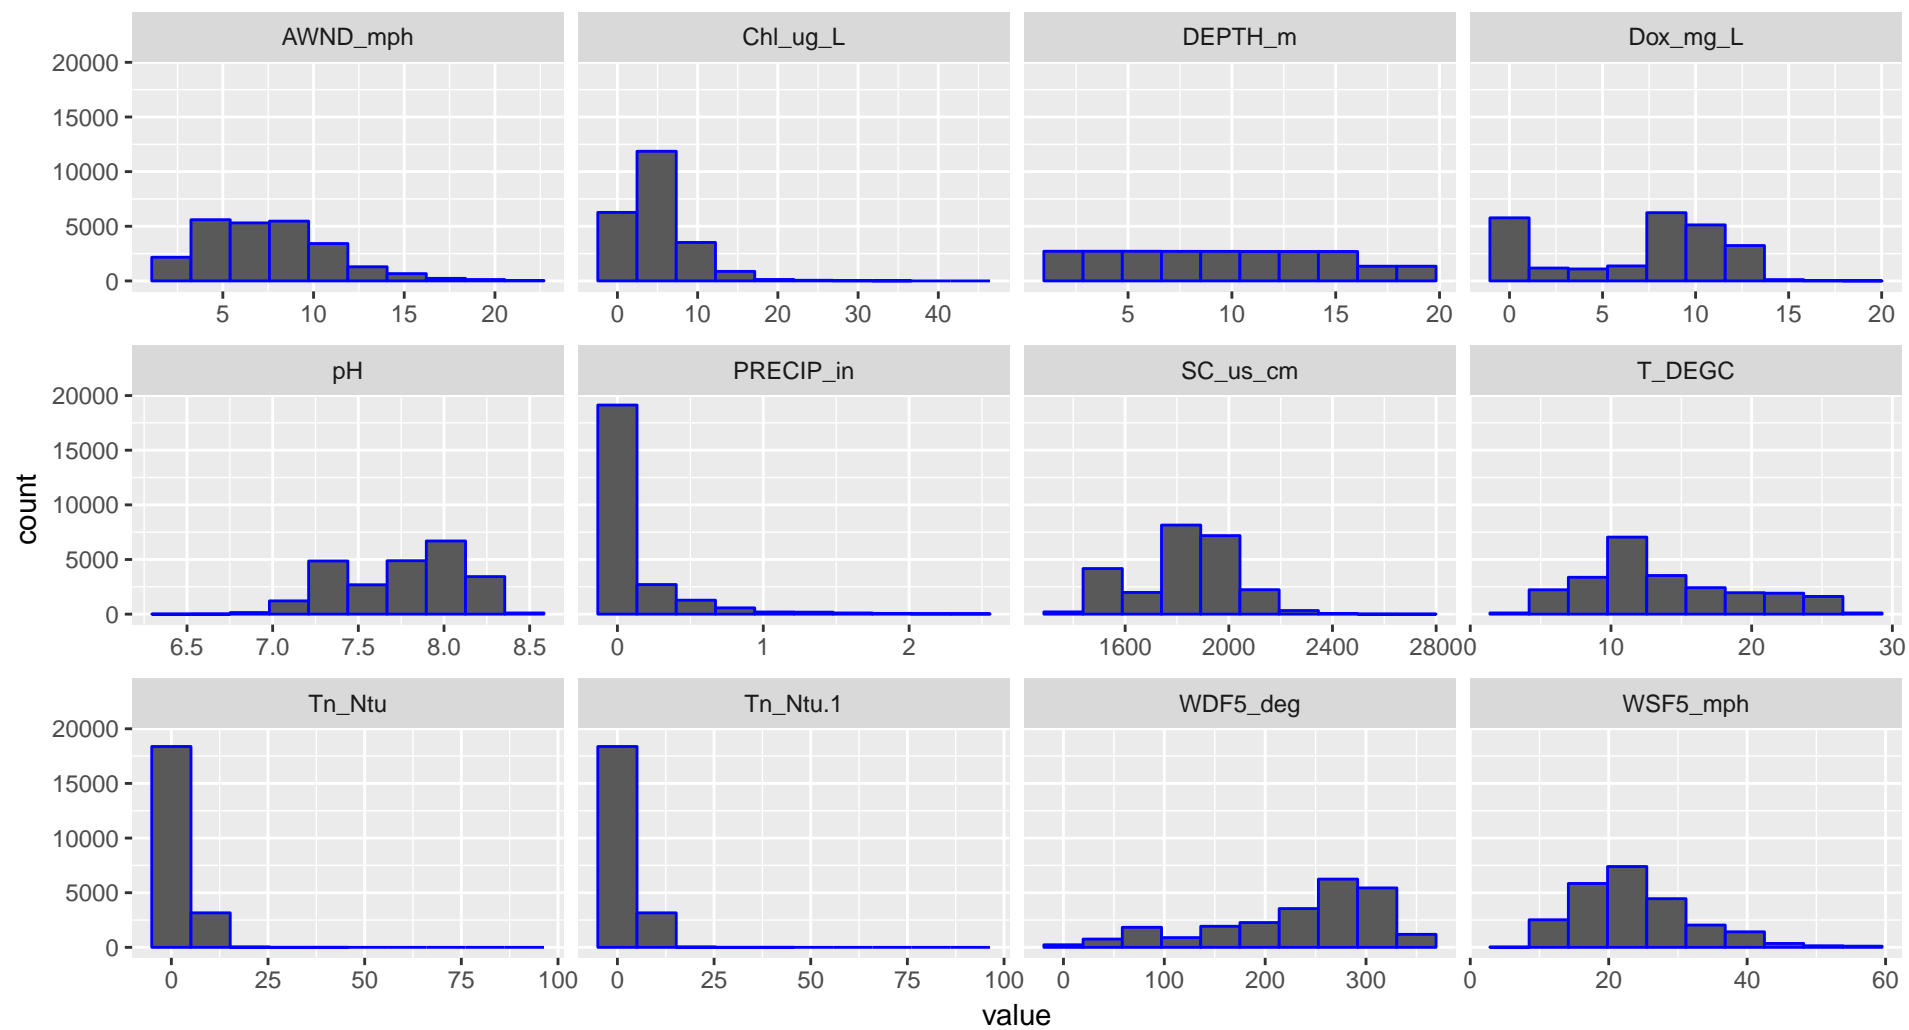 AWND_mph Chl_ug_L DEPTH_m Dox_mg_L
20000
15000
10000
5000
0
5 10 15 20 0 10 20 30 40 5 10 15 20 0 5 10 15 20
pH PRECIP_in SC_us_cm T_DEGC
20000
15000
10000
5000
0
6.5 7.0 7.5 8.0 8.5 0 1 2 1600 2000 2400 2800 0 10 20 30
Tn_Ntu Tn_Ntu.1 WDF5_deg WSF5_mph
20000
15000
10000
5000
0
0 25 50 75 100 0 25 50 75 100 0 100 200 300 0 20 40 60
count
value